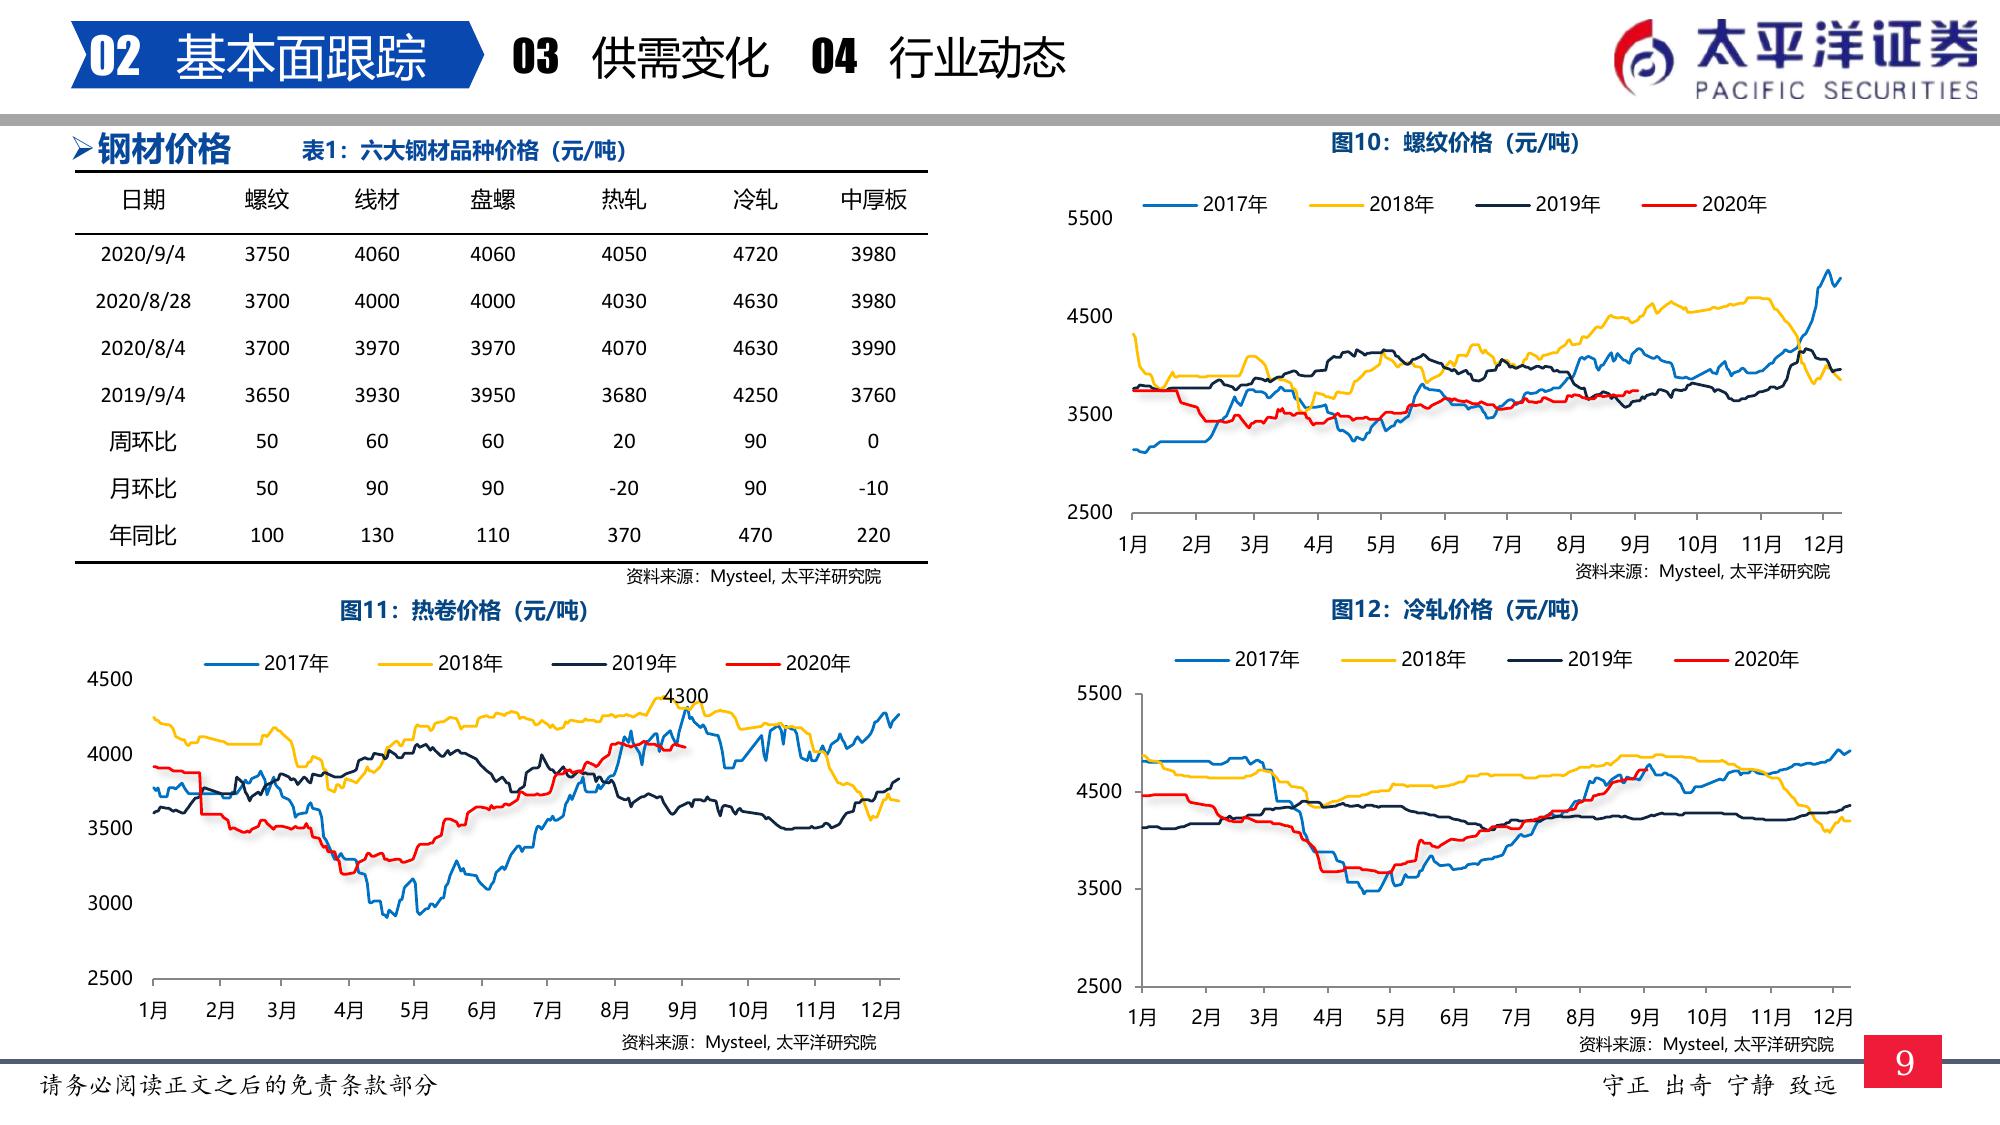 02 基本面跟踪 03 供需变化 04 行业动态
太平洋证券
PACIFIC SECURITIES
钢材价格
表1：六大钢材品种价格（元/吨）
日期 螺纹 线材 盘螺 热轧 冷轧 中厚板
2020/9/4 3750 4060 4060 4050 4720 3980
2020/8/28 3700 4000 4000 4030 4630 3980
2020/8/4 3700 3970 3970 4070 4630 3990
2019/9/4 3650 3930 3950 3680 4250 3760
周环比 50 60 60 20 90 0
月环比 50 90 90 -20 90 -10
年同比 100 130 110 370 470 220
资料来源：Mysteel, 太平洋研究院
图10：螺纹价格（元/吨）
2017年 2018年 2019年 2020年
5500
4500
3500
2500
1月 2月 3月 4月 5月 6月 7月 8月 9月 10月 11月 12月
资料来源：Mysteel, 太平洋研究院
图11：热卷价格（元/吨）
2017年 2018年 2019年 2020年
4500
4300
4000
3500
3000
2500
1月 2月 3月 4月 5月 6月 7月 8月 9月 10月 11月 12月
资料来源：Mysteel, 太平洋研究院
图12：冷轧价格（元/吨）
2017年 2018年 2019年 2020年
5500
4500
3500
2500
1月 2月 3月 4月 5月 6月 7月 8月 9月 10月 11月 12月
资料来源：Mysteel, 太平洋研究院
请务必阅读正文之后的免责条款部分
守正 出奇 宁静 致远
9